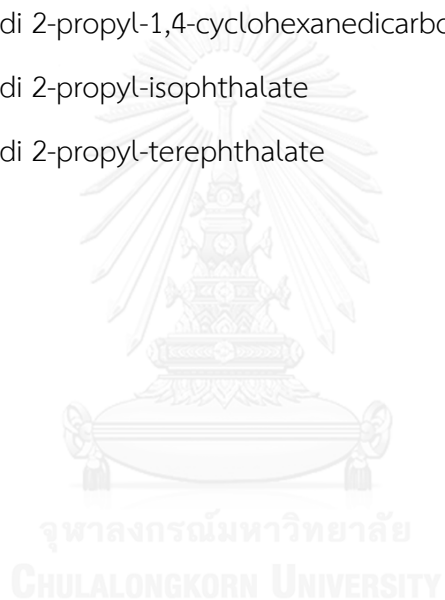 di 2-propyl-1,4-cyclohexanedicarbo
di 2-propyl-isophthalate
di 2-propyl-terephthalate
จุฬาลงกรณ์มหาวิทยาลัย
CHULALONGKORN UNIVERSITY